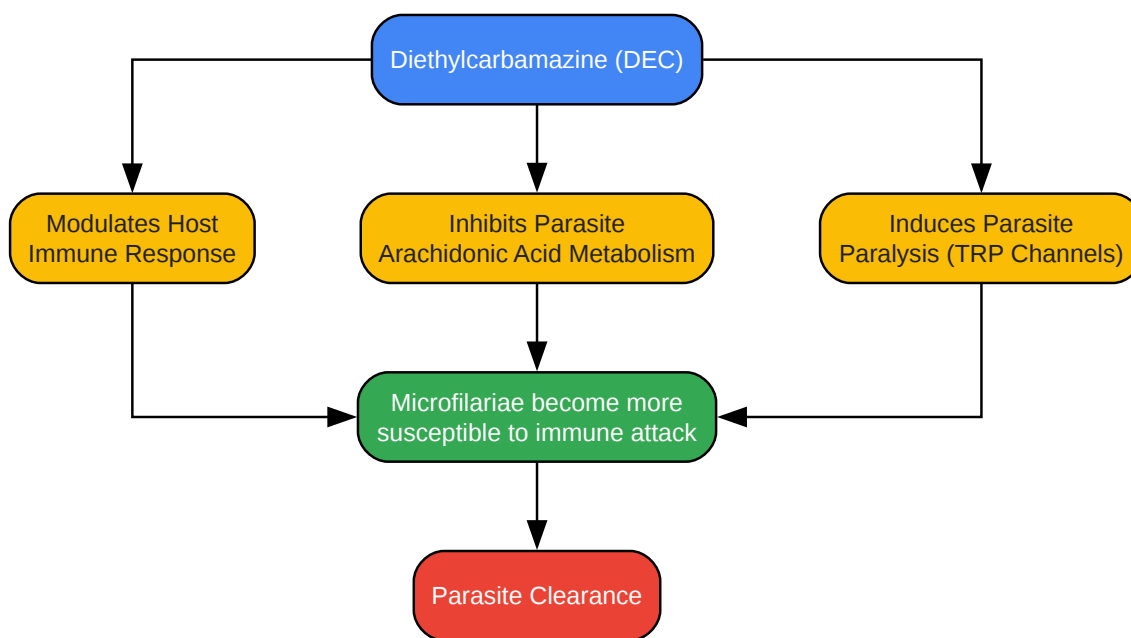 Diethylcarbamazine (DEC)
Modulates Host
Immune Response
Inhibits Parasite
Arachidonic Acid Metabolism
Induces Parasite
Paralysis (TRP Channels)
Microfilariae become more
susceptible to immune attack
Parasite Clearance